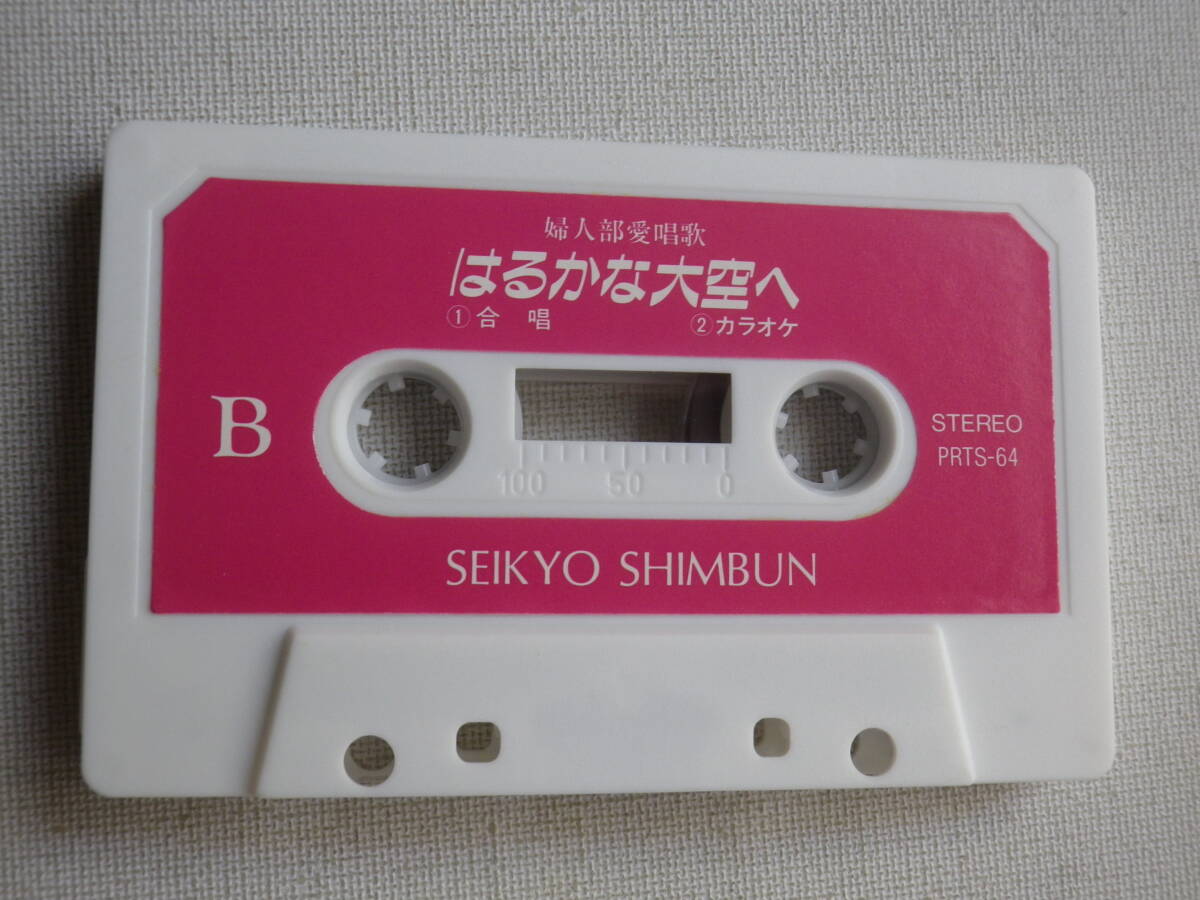 婦人部愛唱歌
はるかな大空へ
①合唱 ②カラオケ
B
STEREO
PRTS-64
100 50 0
SEIKYO SHIMBUN